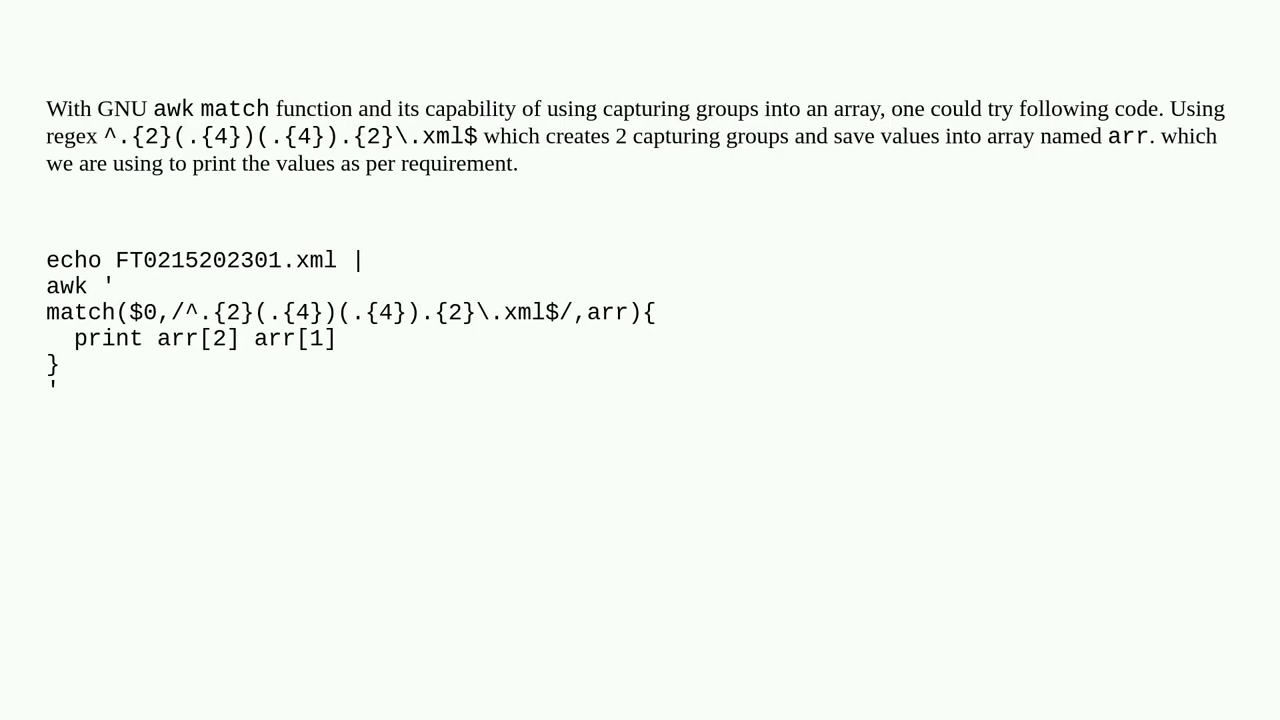 With GNU awk match function and its capability of using capturing groups into an array, one could try following code. Using
regex ^.{2}(.{4})(.{4}).{2}\.xml$ which creates 2 capturing groups and save values into array named arr. which
we are using to print the values as per requirement.
echo FT0215202301.xml |
awk '
match($0,/^.{2}(.{4})(.{4}).{2}\.xml$/,arr){
  print arr[2] arr[1]
}
'